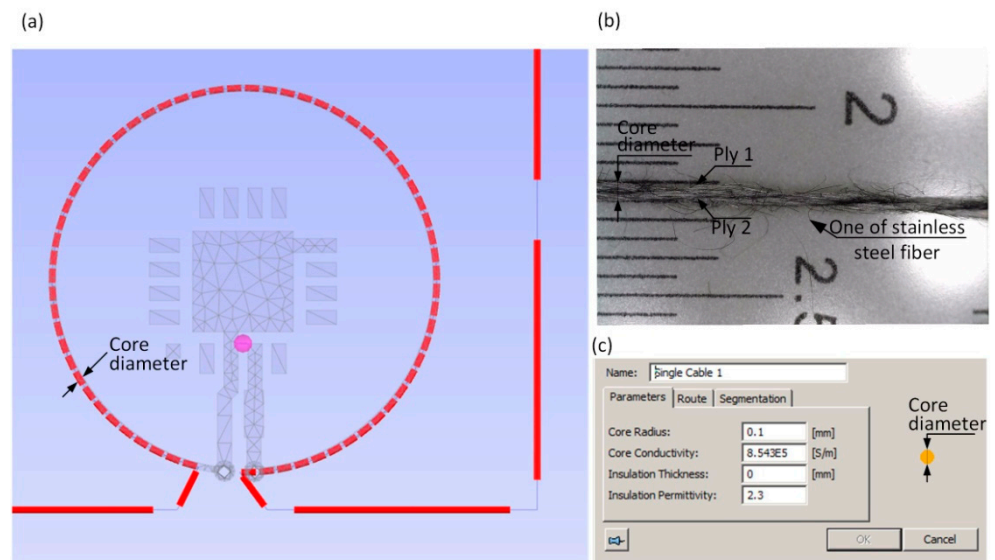 (a)
Core
diameter
(b)
2
Core
diameter
Ply 1
Ply 2
One of stainless
steel fiber
2.5
(c)
Name: Single Cable 1
Parameters Route Segmentation
Core Radius: 0.1 [mm]
Core Conductivity: 8.543E5 [S/m]
Insulation Thickness: 0 [mm]
Insulation Permittivity: 2.3
Core
diameter
OK Cancel